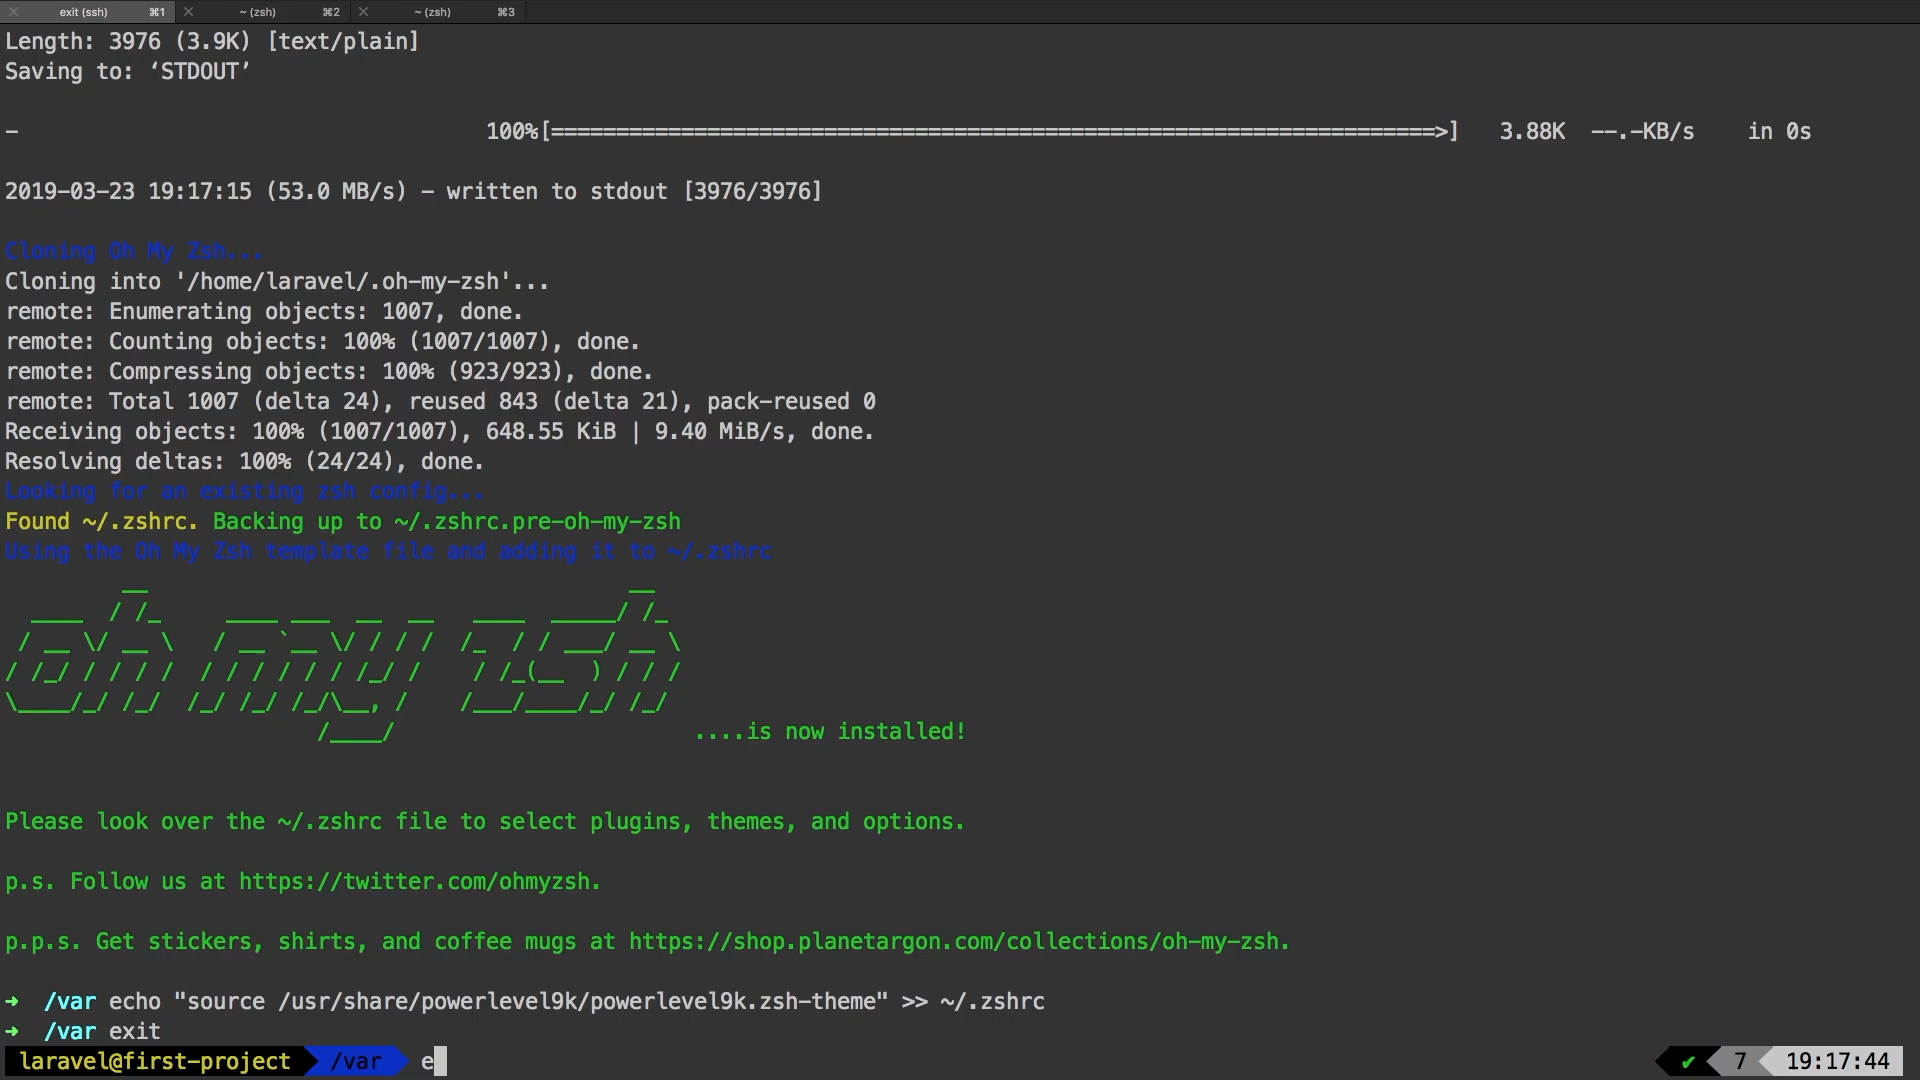 exit (ssh) ⌘1 ~ (zsh) ⌘2 ~ (zsh) ⌘3
Length: 3976 (3.9K) [text/plain]
Saving to: ‘STDOUT’
- 100%[====================================================================>] 3.88K --.-KB/s in 0s
2019-03-23 19:17:15 (53.0 MB/s) - written to stdout [3976/3976]
Cloning Oh My Zsh...
Cloning into '/home/laravel/.oh-my-zsh'...
remote: Enumerating objects: 1007, done.
remote: Counting objects: 100% (1007/1007), done.
remote: Compressing objects: 100% (923/923), done.
remote: Total 1007 (delta 24), reused 843 (delta 21), pack-reused 0
Receiving objects: 100% (1007/1007), 648.55 KiB | 9.40 MiB/s, done.
Resolving deltas: 100% (24/24), done.
Looking for an existing zsh config...
Found ~/.zshrc. Backing up to ~/.zshrc.pre-oh-my-zsh
Using the Oh My Zsh template file and adding it to ~/.zshrc
oh my zsh
....is now installed!
Please look over the ~/.zshrc file to select plugins, themes, and options.
p.s. Follow us at https://twitter.com/ohmyzsh.
p.p.s. Get stickers, shirts, and coffee mugs at https://shop.planetargon.com/collections/oh-my-zsh.
➜ /var echo "source /usr/share/powerlevel9k/powerlevel9k.zsh-theme" >> ~/.zshrc
➜ /var exit
laravel@first-project /var e ✔ 7 19:17:44